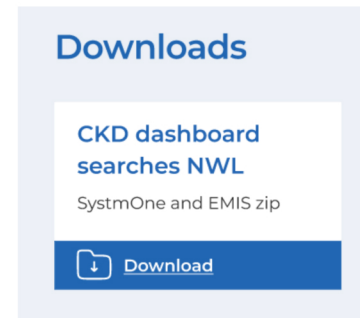 Downloads
CKD dashboard
searches NWL
SystmOne and EMIS zip
Download